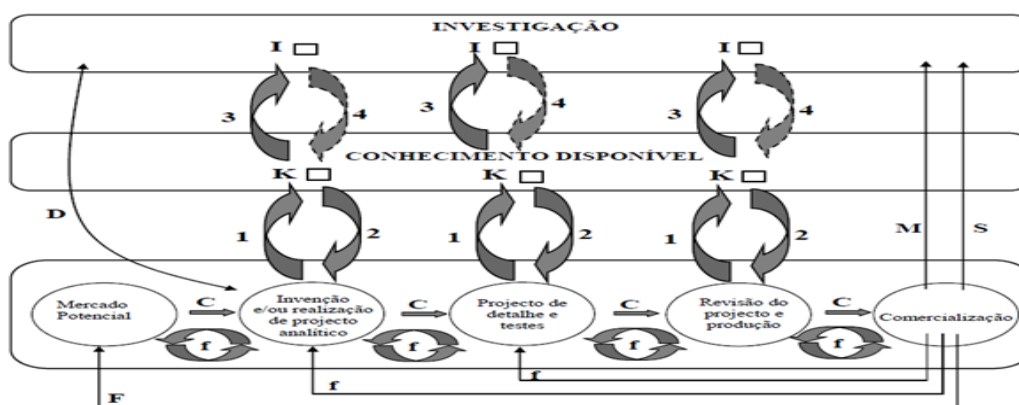 INVESTIGAÇÃO
I I I
3 4 3 4 3 4
CONHECIMENTO DISPONÍVEL
K K K
D 1 2 1 2 1 2 M S
Mercado
Potencial
C
Invenção
e/ou realização
de projecto
analítico
C
Projecto de
detalhe e
testes
C
Revisão do
projecto e
produção
C
Comercialização
f f f f
f
f
F